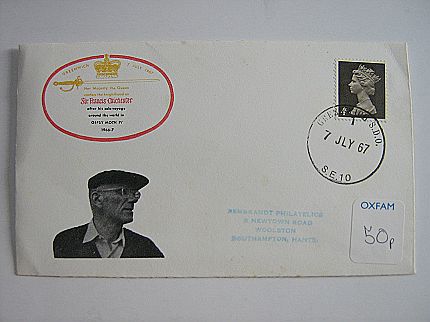 GREENWICH 7 JULY 1967
Her Majesty the Queen
confers the knighthood on
Sir Francis Chichester
after his solo voyage
around the world in
GIPSY MOTH IV
1966-7
GREENWICH S.D.O.
7 JLY 67
S.E.10
REMBRANDT PHILATELICS
NEWTOWN ROAD
WOOLSTON
SOUTHAMPTON, HANTS.
OXFAM
50p